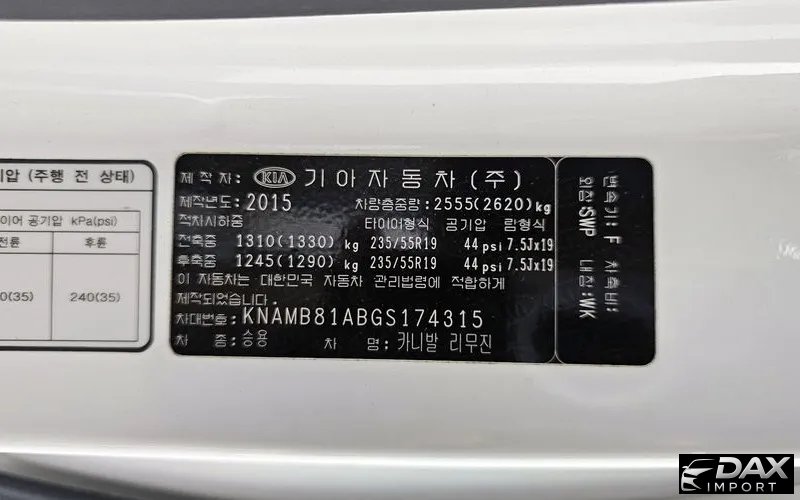 기압 (주행 전 상태)
이어 공기압 kPa(psi)
전륜 후륜
0(35) 240(35)
제 작 자: KIA 기아자동차(주)
제작년도: 2015 차량총중량: 2555(2620)kg
적차시하중 타이어형식 공기압 림형식
전축중 1310(1330) kg 235/55R19 44 psi 7.5Jx19
후축중 1245(1290) kg 235/55R19 44 psi 7.5Jx19
이 자동차는 대한민국 자동차 관리법령에 적합하게
제작되었습니다.
차대번호: KNAMB81ABGS174315
차 종: 승용 차 명: 카니발 리무진
변속기: F 차축비:
외장: SWP 내장: WK
DAX
IMPORT